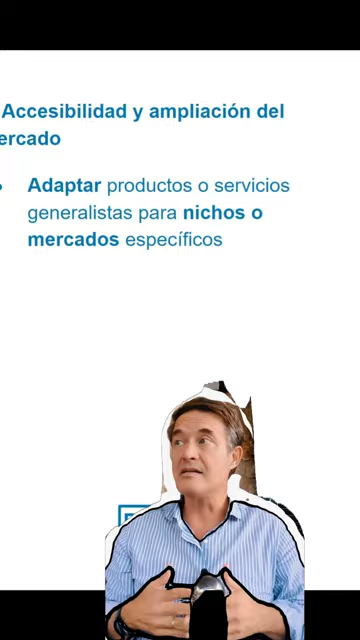 Accesibilidad y ampliación del
ercado
• Adaptar productos o servicios
generalistas para nichos o
mercados específicos